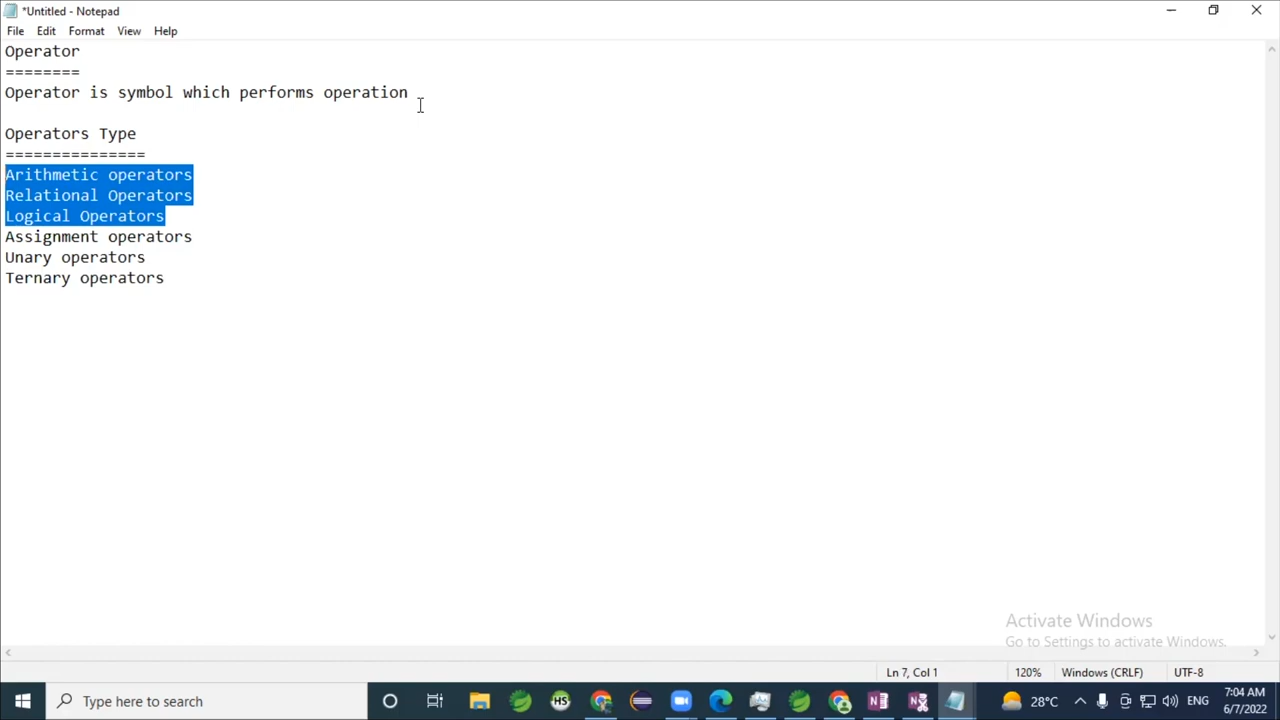 *Untitled - Notepad
File Edit Format View Help
Operator
========
Operator is symbol which performs operation
Operators Type
===============
Arithmetic operators
Relational Operators
Logical Operators
Assignment operators
Unary operators
Ternary operators
Activate Windows
Go to Settings to activate Windows.
Ln 7, Col 1 120% Windows (CRLF) UTF-8
Type here to search HS 28°C ENG 7:04 AM
6/7/2022